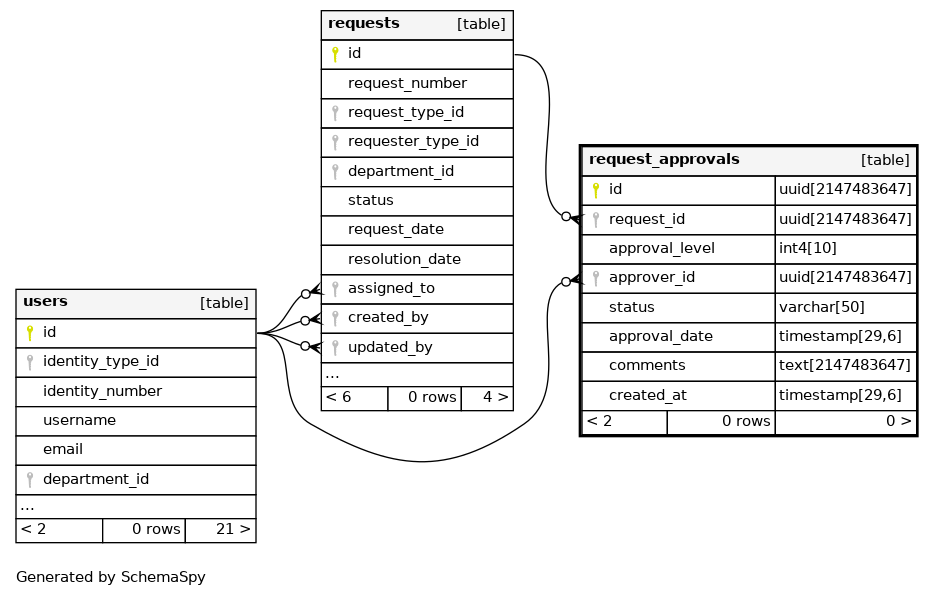 requests [table]
id
request_number
request_type_id
requester_type_id
department_id
status
request_date
resolution_date
assigned_to
created_by
updated_by
...
< 6 0 rows 4 >
request_approvals [table]
id uuid[2147483647]
request_id uuid[2147483647]
approval_level int4[10]
approver_id uuid[2147483647]
status varchar[50]
approval_date timestamp[29,6]
comments text[2147483647]
created_at timestamp[29,6]
< 2 0 rows 0 >
users [table]
id
identity_type_id
identity_number
username
email
department_id
...
< 2 0 rows 21 >
Generated by SchemaSpy